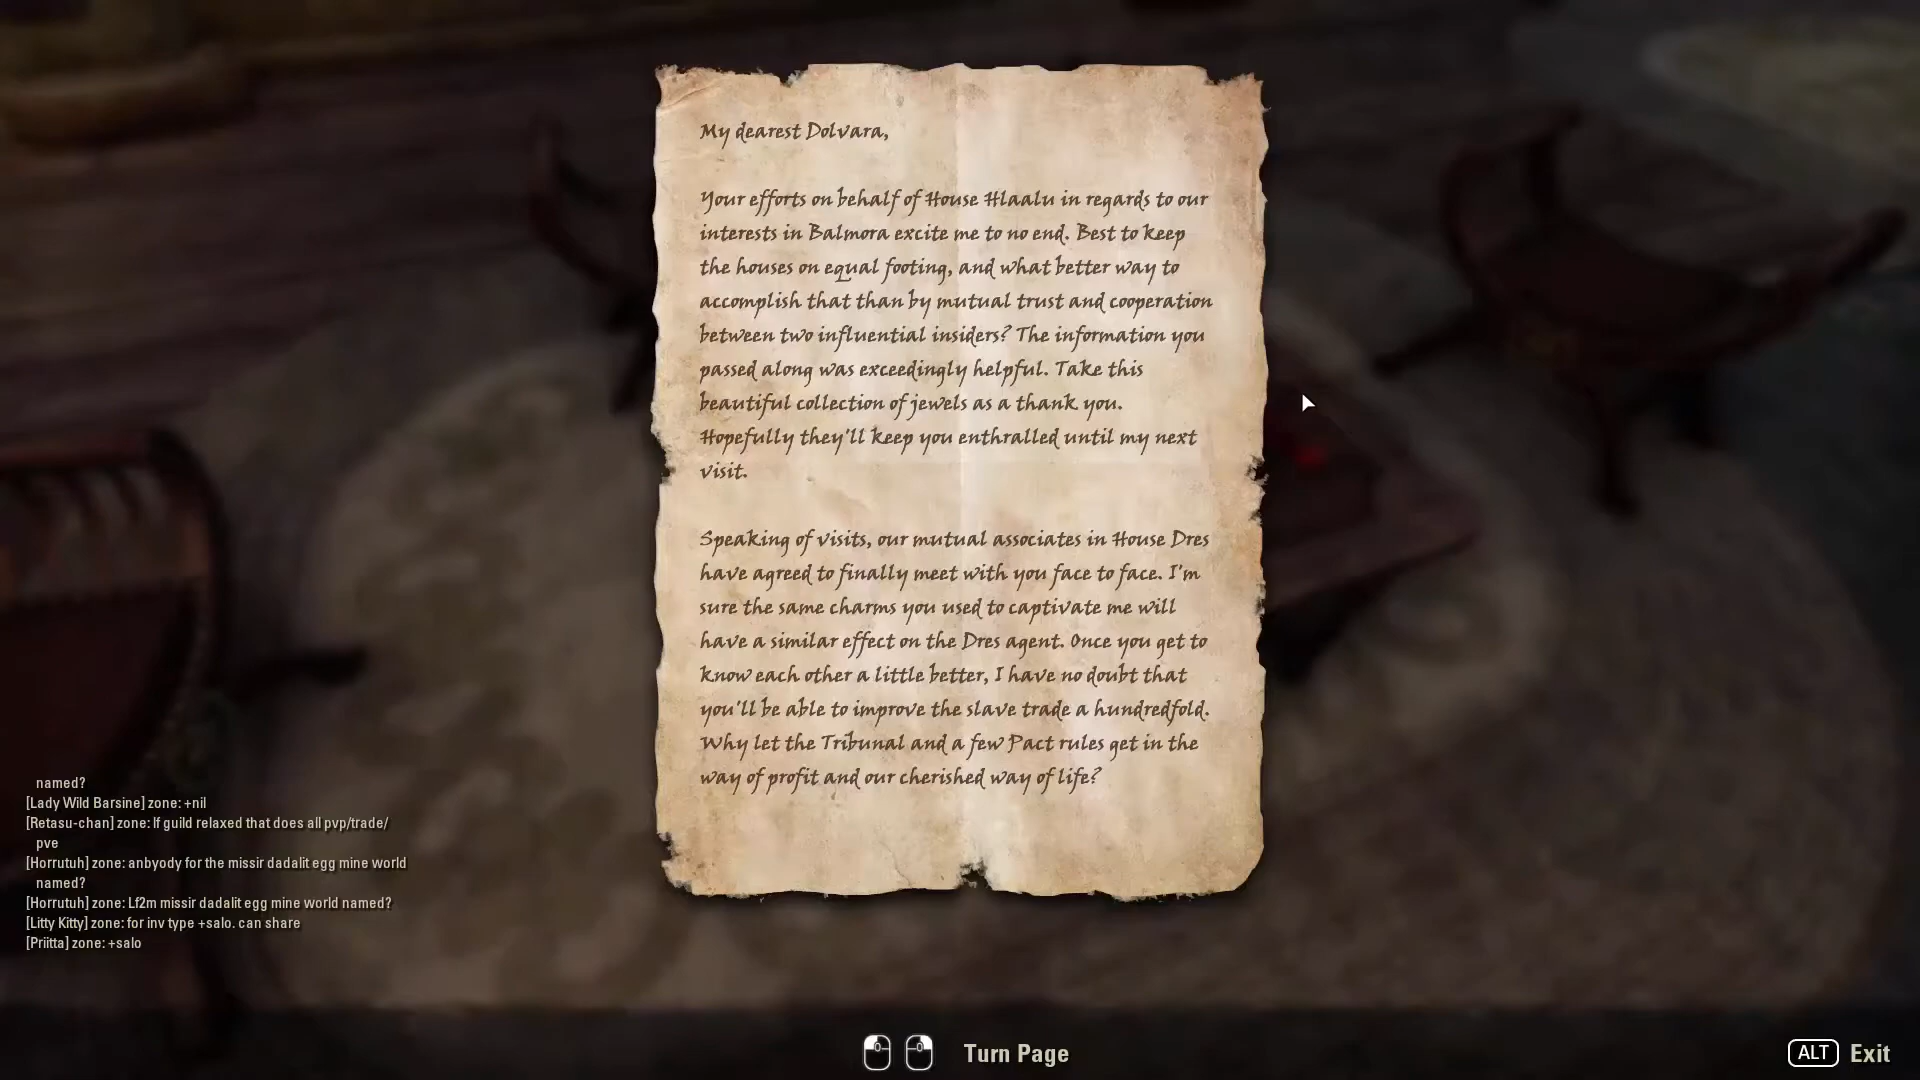 My dearest Dolvara,
Your efforts on behalf of House Hlaalu in regards to our
interests in Balmora excite me to no end. Best to keep
the houses on equal footing, and what better way to
accomplish that than by mutual trust and cooperation
between two influential insiders? The information you
passed along was exceedingly helpful. Take this
beautiful collection of jewels as a thank you.
Hopefully they'll keep you enthralled until my next
visit.
Speaking of visits, our mutual associates in House Dres
have agreed to finally meet with you face to face. I'm
sure the same charms you used to captivate me will
have a similar effect on the Dres agent. Once you get to
know each other a little better, I have no doubt that
you'll be able to improve the slave trade a hundredfold.
Why let the Tribunal and a few Pact rules get in the
way of profit and our cherished way of life?
named?
[Lady Wild Barsine] zone: +nil
[Retasu-chan] zone: lf guild relaxed that does all pvp/trade/
pve
[Horrutuh] zone: anbyody for the missir dadalit egg mine world
named?
[Horrutuh] zone: Lf2m missir dadalit egg mine world named?
[Litty Kitty] zone: for inv type +salo. can share
[Priitta] zone: +salo
Turn Page
ALT Exit